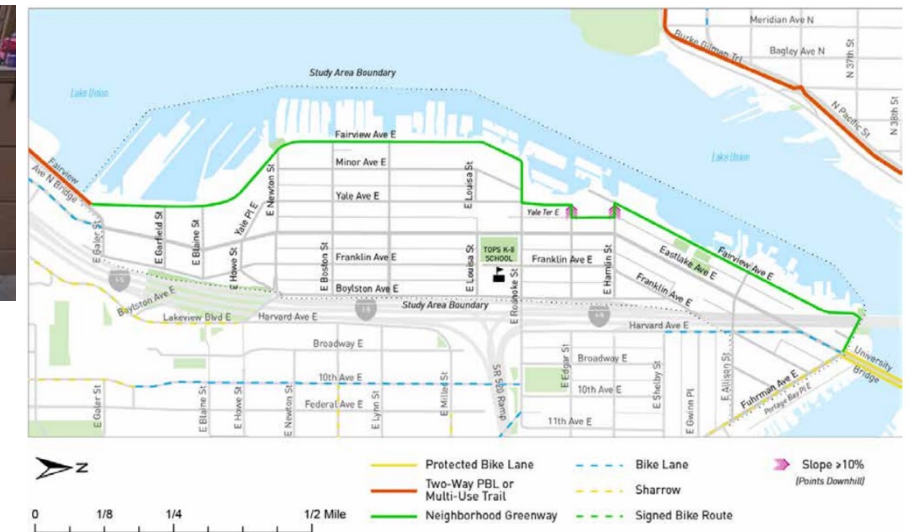 Meridian Ave N
Burke Gilman Trl
Bagley Ave N
N 37th St
N 38th St
N Pacific St
Study Area Boundary
Lake Union
Lake Union
Fairview Ave E
Fairview
Ave N Bridge
Minor Ave E
E Newton St
Yale Ave E
E Louisa St
Yale Pl E
Yale Ter E
E Galer St
E Garfield St
E Blaine St
E Howe St
E Boston St
Franklin Ave E
E Louisa St
TOPS K-8
SCHOOL
E Roanoke St
Franklin Ave E
E Hamlin St
Eastlake Ave E
Fairview Ave E
Franklin Ave E
Boylston Ave E
Study Area Boundary
Boylston Ave E
Lakeview Blvd E
Harvard Ave E
Harvard Ave E
University
Bridge
Broadway E
SR 520 Ramp
E Edgar St
Broadway E
E Shelby St
E Allison St
Fuhrman Ave E
Portage Bay Pl E
10th Ave E
10th Ave E
E Galer St
E Blaine St
E Howe St
E Newton St
Federal Ave E
E Lynn St
E Miller St
E Gwinn Pl
11th Ave E
N
0
1/8
1/4
1/2 Mile
Protected Bike Lane
Two-Way PBL or
Multi-Use Trail
Neighborhood Greenway
Bike Lane
Sharrow
Signed Bike Route
Slope ≥10%
(Points Downhill)